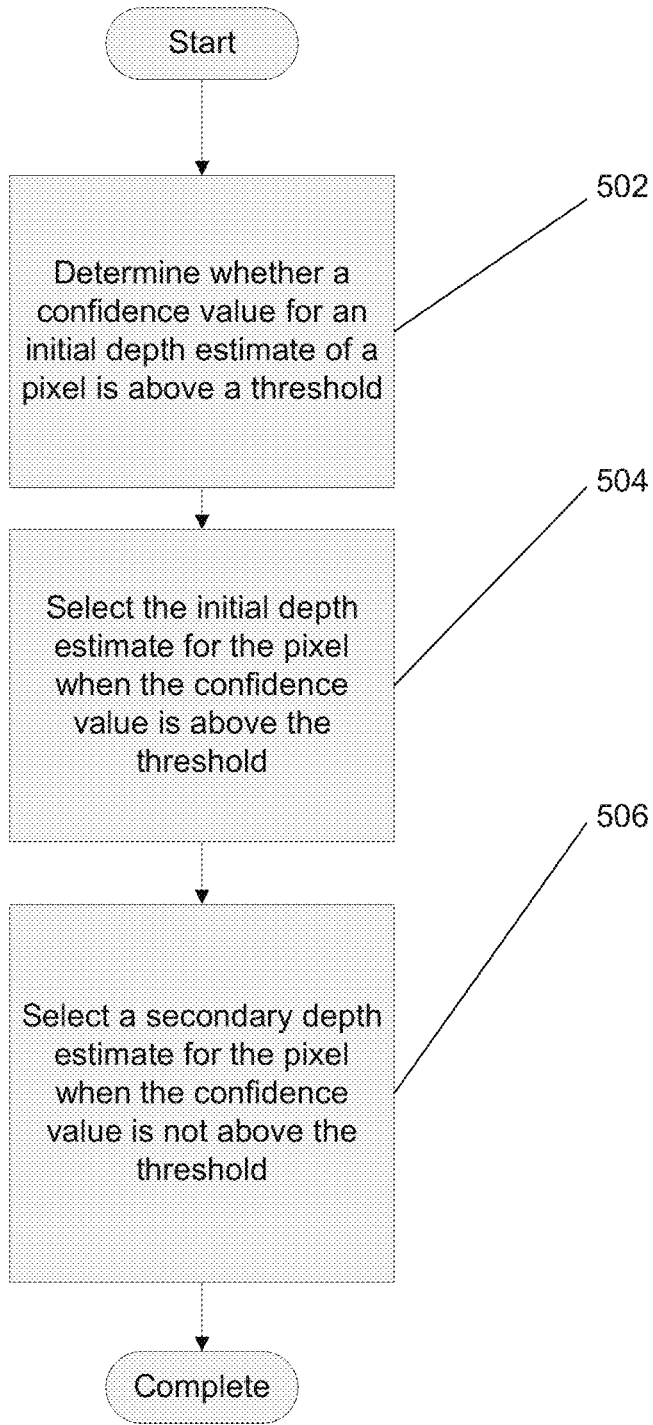 Start
502
Determine whether a
confidence value for an
initial depth estimate of a
pixel is above a threshold
504
Select the initial depth
estimate for the pixel
when the confidence
value is above the
threshold
506
Select a secondary depth
estimate for the pixel
when the confidence
value is not above the
threshold
Complete